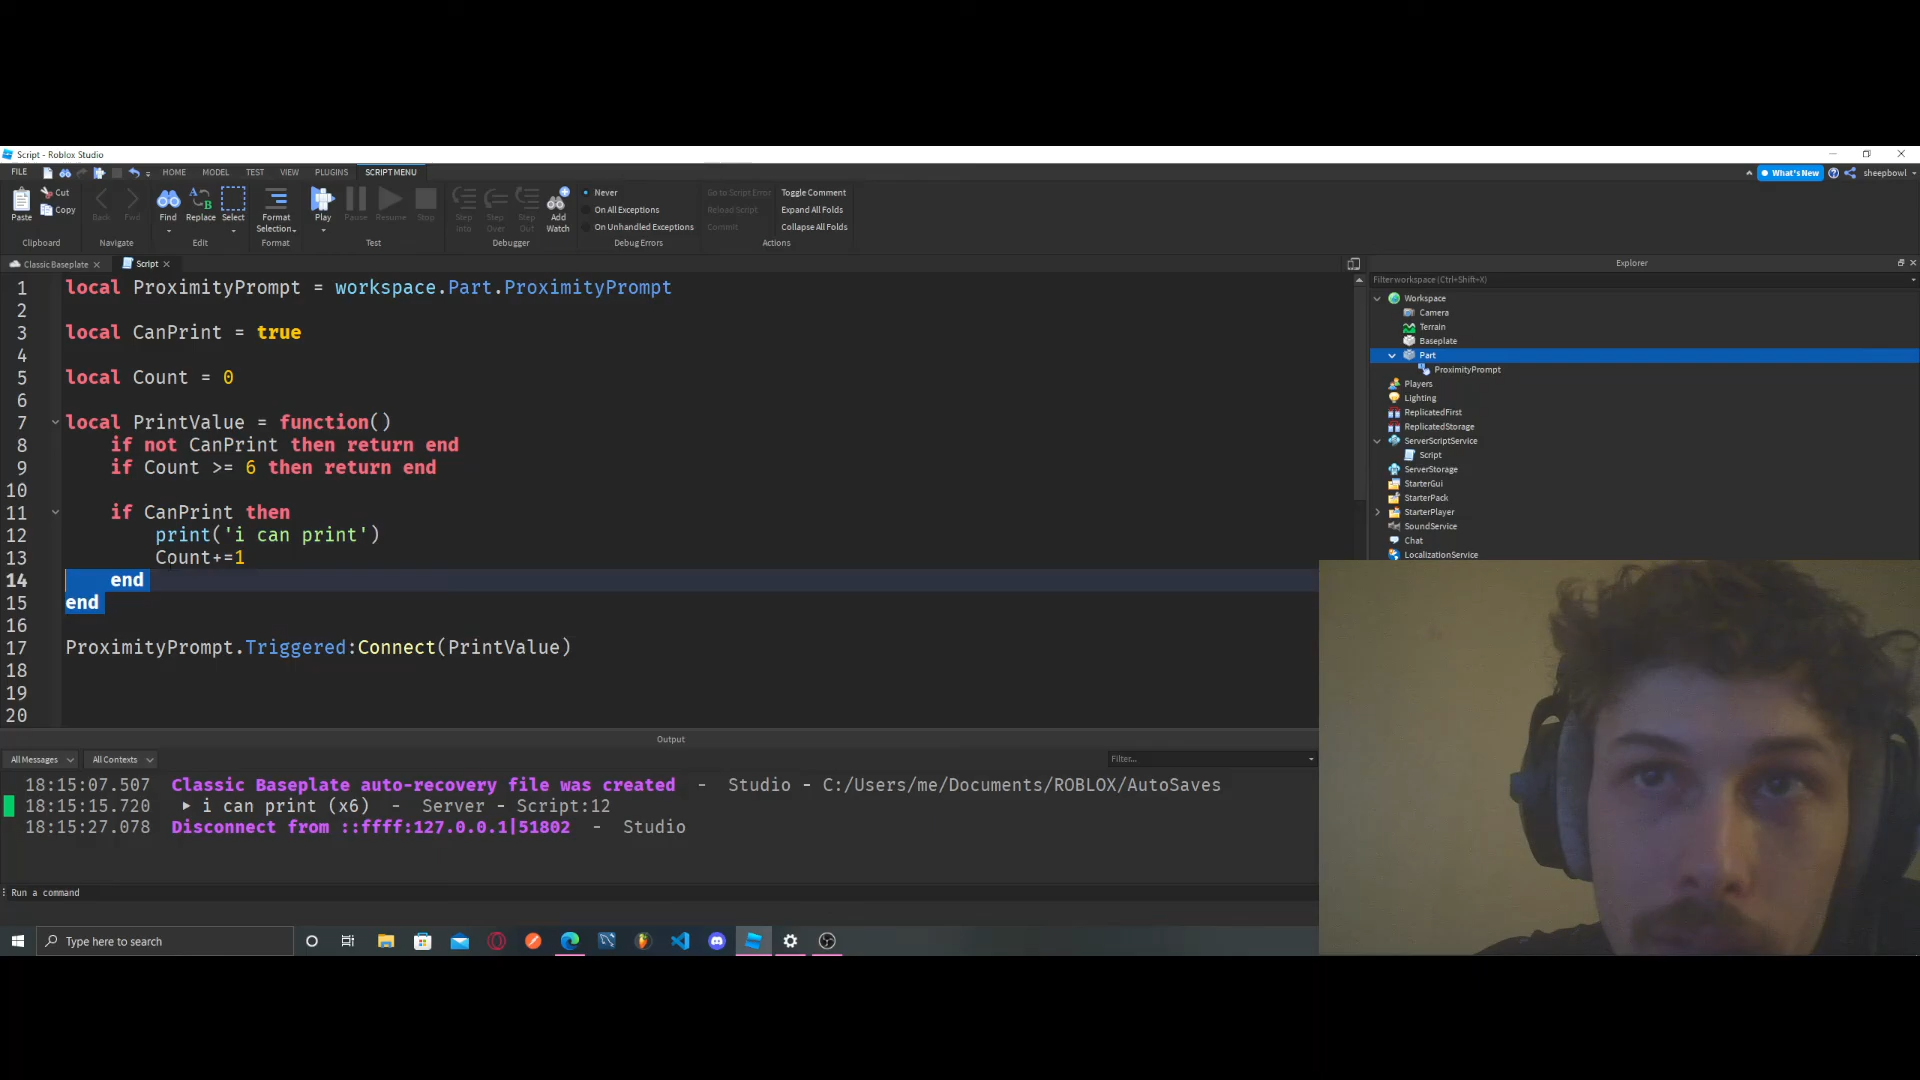 Script - Roblox Studio
FILE HOME MODEL TEST VIEW PLUGINS SCRIPT MENU What's New sheepbowl
Paste Cut Copy
Clipboard
Back Fwd
Navigate
Find Replace Select
Edit
Format Selection
Format
Play Pause Resume Stop
Test
Step Into Step Over Step Out Add Watch
Debugger
Never
On All Exceptions
On Unhandled Exceptions
Debug Errors
Go to Script Error Toggle Comment
Reload Script Expand All Folds
Commit Collapse All Folds
Actions
Classic Baseplate Script
1 local ProximityPrompt = workspace.Part.ProximityPrompt
2
3 local CanPrint = true
4
5 local Count = 0
6
7 local PrintValue = function()
8 if not CanPrint then return end
9 if Count >= 6 then return end
10
11 if CanPrint then
12 print('i can print')
13 Count+=1
14 end
15 end
16
17 ProximityPrompt.Triggered:Connect(PrintValue)
18
19
20
Explorer
Filter workspace (Ctrl+Shift+X)
Workspace
Camera
Terrain
Baseplate
Part
ProximityPrompt
Players
Lighting
ReplicatedFirst
ReplicatedStorage
ServerScriptService
Script
ServerStorage
StarterGui
StarterPack
StarterPlayer
SoundService
Chat
LocalizationService
Output
All Messages All Contexts Filter...
18:15:07.507 Classic Baseplate auto-recovery file was created - Studio - C:/Users/me/Documents/ROBLOX/AutoSaves
18:15:15.720 ▶ i can print (x6) - Server - Script:12
18:15:27.078 Disconnect from ::ffff:127.0.0.1|51802 - Studio
Run a command
Type here to search